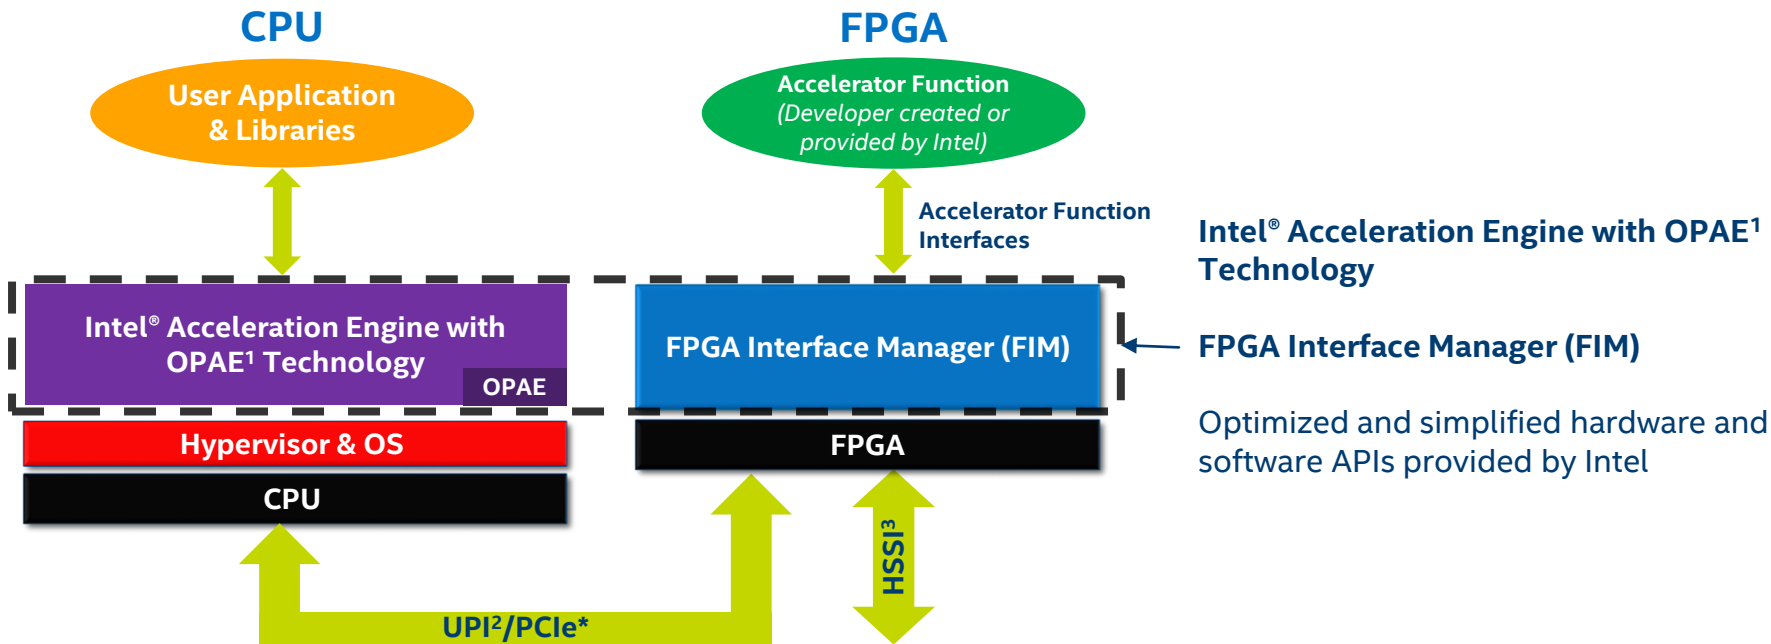 CPU
FPGA
User Application
& Libraries
Accelerator Function
(Developer created or
provided by Intel)
Accelerator Function
Interfaces
Intel® Acceleration Engine with
OPAE¹ Technology
OPAE
FPGA Interface Manager (FIM)
Hypervisor & OS
CPU
FPGA
HSSI³
UPI²/PCIe*
Intel® Acceleration Engine with OPAE¹
Technology
FPGA Interface Manager (FIM)
Optimized and simplified hardware and
software APIs provided by Intel